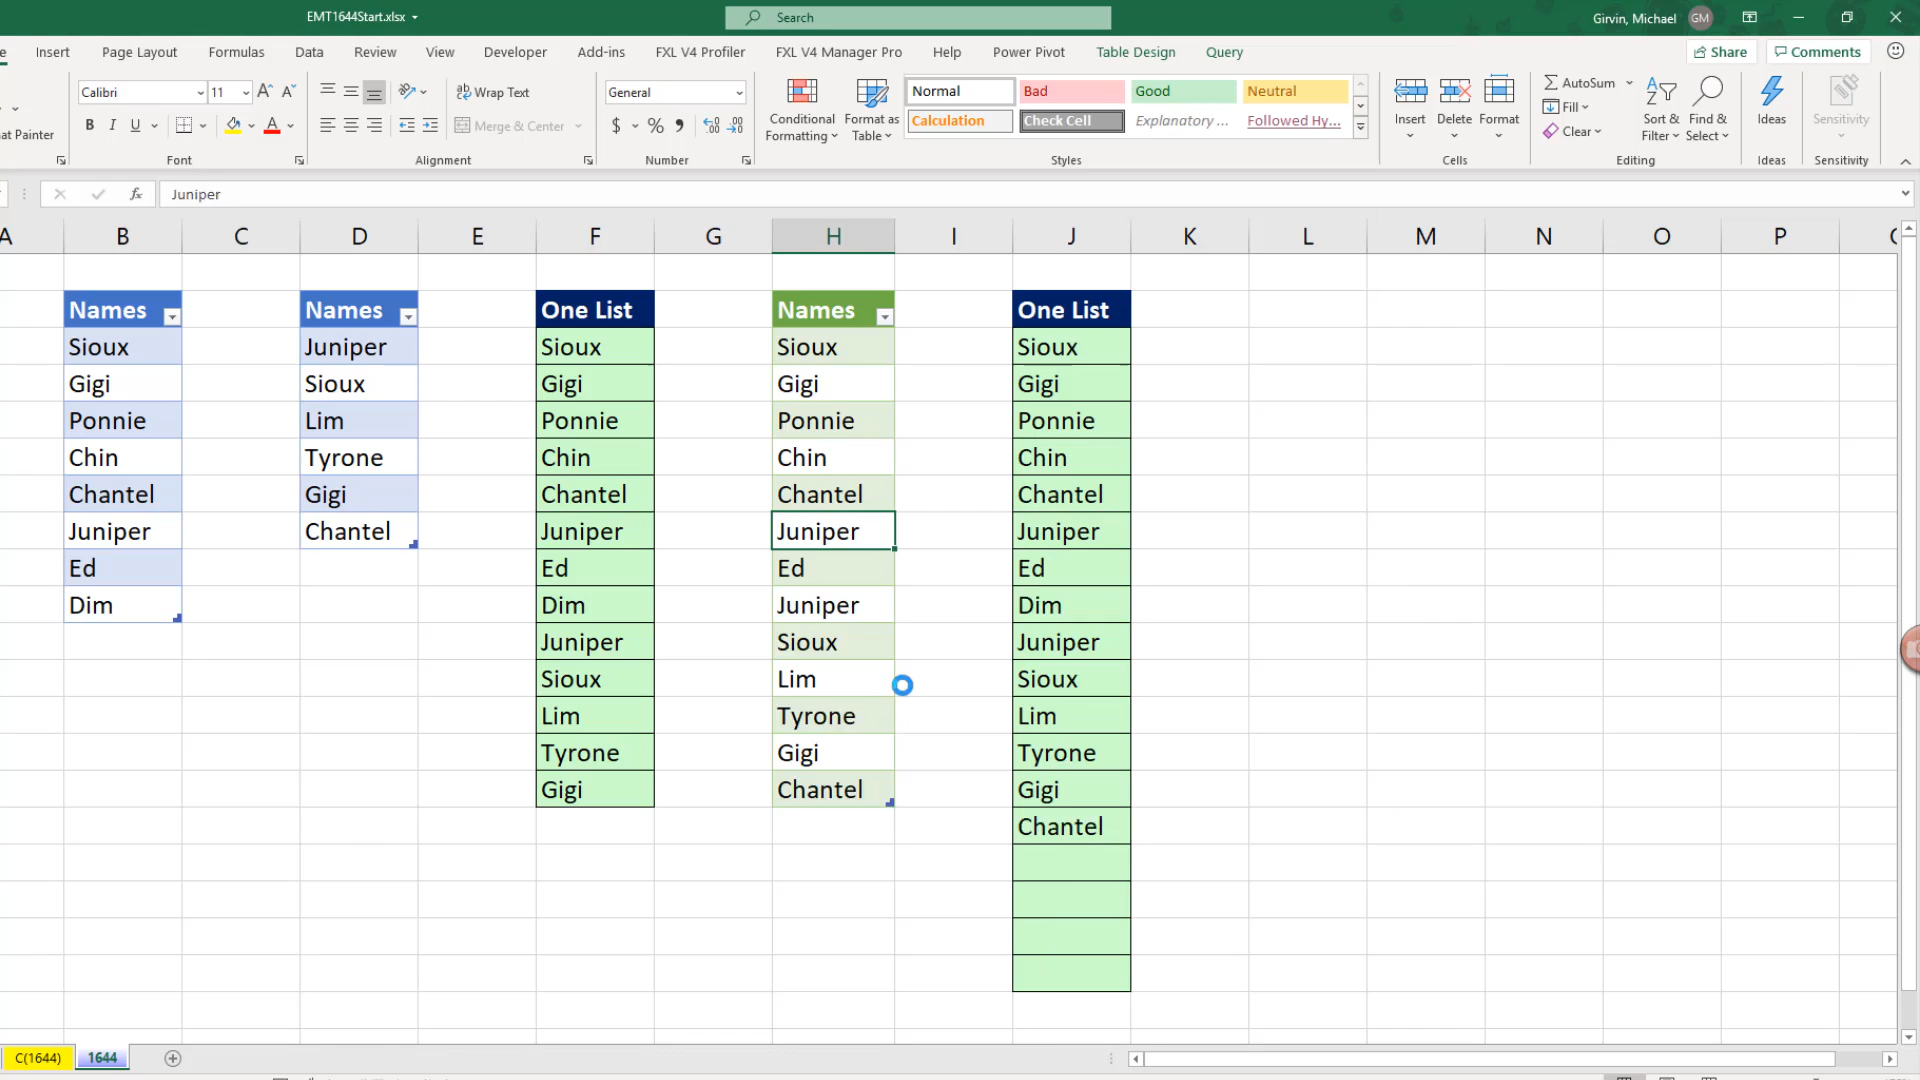 EMT1644Start.xlsx
Search
Girvin, Michael
GM
Insert Page Layout Formulas Data Review View Developer Add-ins FXL V4 Profiler FXL V4 Manager Pro Help Power Pivot Table Design Query
Share
Comments
at Painter
Calibri
11
B I U
Font
Wrap Text
Merge & Center
Alignment
General
$ % 9
Number
Conditional Formatting
Format as Table
Normal Bad Good Neutral
Calculation Check Cell Explanatory ... Followed Hy...
Styles
Insert Delete Format
Cells
AutoSum
Fill
Clear
Sort & Filter
Find & Select
Editing
Ideas
Ideas
Sensitivity
Sensitivity
fx Juniper
A B C D E F G H I J K L M N O P
Names Names One List Names One List
Sioux Juniper Sioux Sioux Sioux
Gigi Sioux Gigi Gigi Gigi
Ponnie Lim Ponnie Ponnie Ponnie
Chin Tyrone Chin Chin Chin
Chantel Gigi Chantel Chantel Chantel
Juniper Chantel Juniper Juniper Juniper
Ed Ed Ed Ed
Dim Dim Juniper Dim
Juniper Sioux Juniper
Sioux Lim Sioux
Lim Tyrone Lim
Tyrone Gigi Tyrone
Gigi Chantel Gigi
Chantel
C(1644) 1644